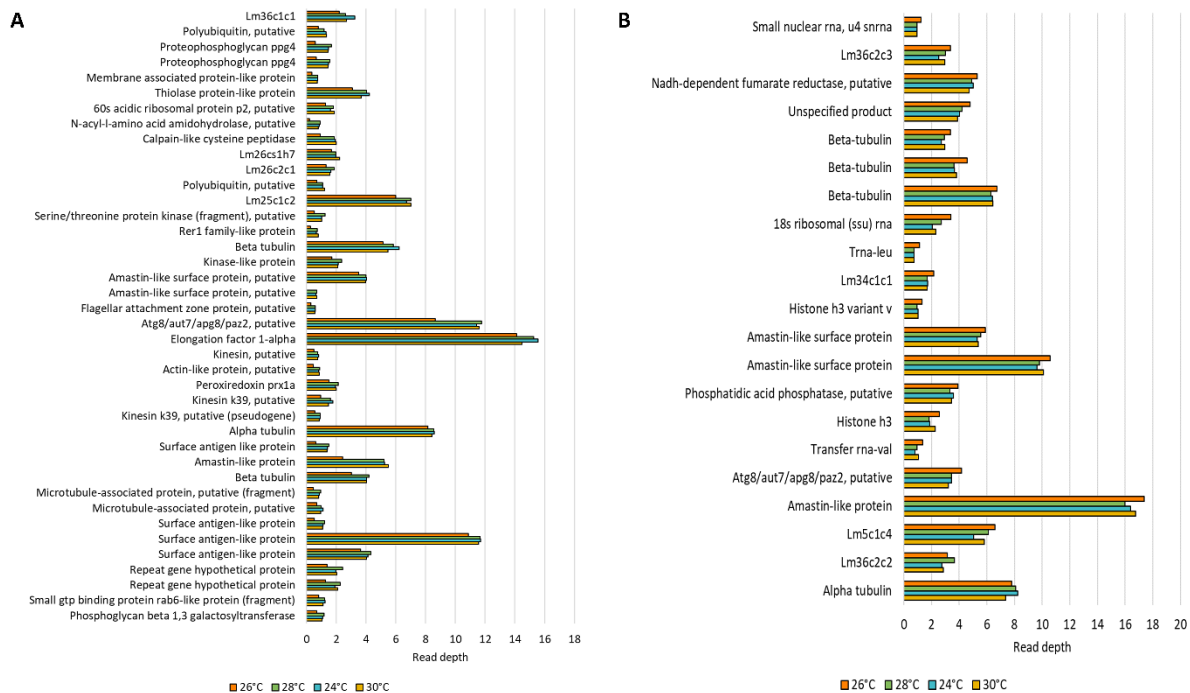 A
Lm36c1c1
Polyubiquitin, putative
Proteophosphoglycan ppg4
Proteophosphoglycan ppg4
Membrane associated protein-like protein
Thiolase protein-like protein
60s acidic ribosomal protein p2, putative
N-acyl-l-amino acid amidohydrolase, putative
Calpain-like cysteine peptidase
Lm26cs1h7
Lm26c2c1
Polyubiquitin, putative
Lm25c1c2
Serine/threonine protein kinase (fragment), putative
Rer1 family-like protein
Beta tubulin
Kinase-like protein
Amastin-like surface protein, putative
Amastin-like surface protein, putative
Flagellar attachment zone protein, putative
Atg8/aut7/apg8/paz2, putative
Elongation factor 1-alpha
Kinesin, putative
Actin-like protein, putative
Peroxiredoxin prx1a
Kinesin k39, putative
Kinesin k39, putative (pseudogene)
Alpha tubulin
Surface antigen like protein
Amastin-like protein
Beta tubulin
Microtubule-associated protein, putative (fragment)
Microtubule-associated protein, putative
Surface antigen-like protein
Surface antigen-like protein
Surface antigen-like protein
Repeat gene hypothetical protein
Repeat gene hypothetical protein
Small gtp binding protein rab6-like protein (fragment)
Phosphoglycan beta 1,3 galactosyltransferase
0 2 4 6 8 10 12 14 16 18
Read depth
26°C 28°C 24°C 30°C
B
Small nuclear rna, u4 snrna
Lm36c2c3
Nadh-dependent fumarate reductase, putative
Unspecified product
Beta-tubulin
Beta-tubulin
Beta-tubulin
18s ribosomal (ssu) rna
Trna-leu
Lm34c1c1
Histone h3 variant v
Amastin-like surface protein
Amastin-like surface protein
Phosphatidic acid phosphatase, putative
Histone h3
Transfer rna-val
Atg8/aut7/apg8/paz2, putative
Amastin-like protein
Lm5c1c4
Lm36c2c2
Alpha tubulin
0 2 4 6 8 10 12 14 16 18 20
Read depth
26°C 28°C 24°C 30°C